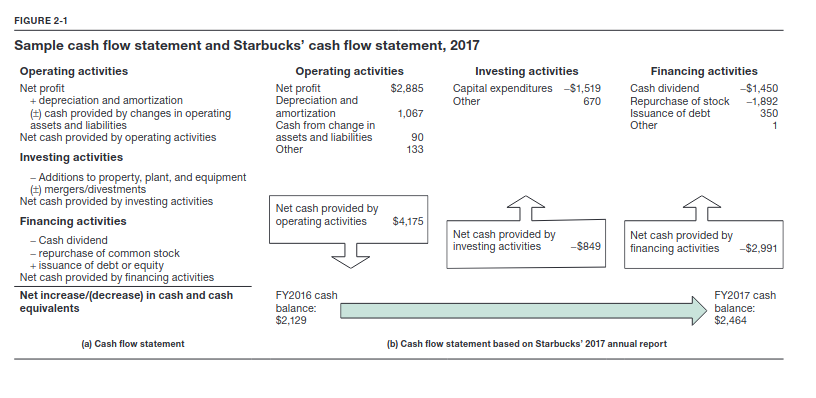 FIGURE 2-1
Sample cash flow statement and Starbucks' cash flow statement, 2017
Operating activities
Net profit
+ depreciation and amortization
(±) cash provided by changes in operating
assets and liabilities
Net cash provided by operating activities
Investing activities
– Additions to property, plant, and equipment
(±) mergers/divestments
Net cash provided by investing activities
Financing activities
– Cash dividend
– repurchase of common stock
+ issuance of debt or equity
Net cash provided by financing activities
Net increase/(decrease) in cash and cash
equivalents
(a) Cash flow statement
Operating activities
Net profit $2,885
Depreciation and
amortization 1,067
Cash from change in
assets and liabilities 90
Other 133
Net cash provided by
operating activities $4,175
Investing activities
Capital expenditures –$1,519
Other 670
Net cash provided by
investing activities –$849
Financing activities
Cash dividend –$1,450
Repurchase of stock –1,892
Issuance of debt 350
Other 1
Net cash provided by
financing activities –$2,991
FY2016 cash
balance:
$2,129
FY2017 cash
balance:
$2,464
(b) Cash flow statement based on Starbucks' 2017 annual report